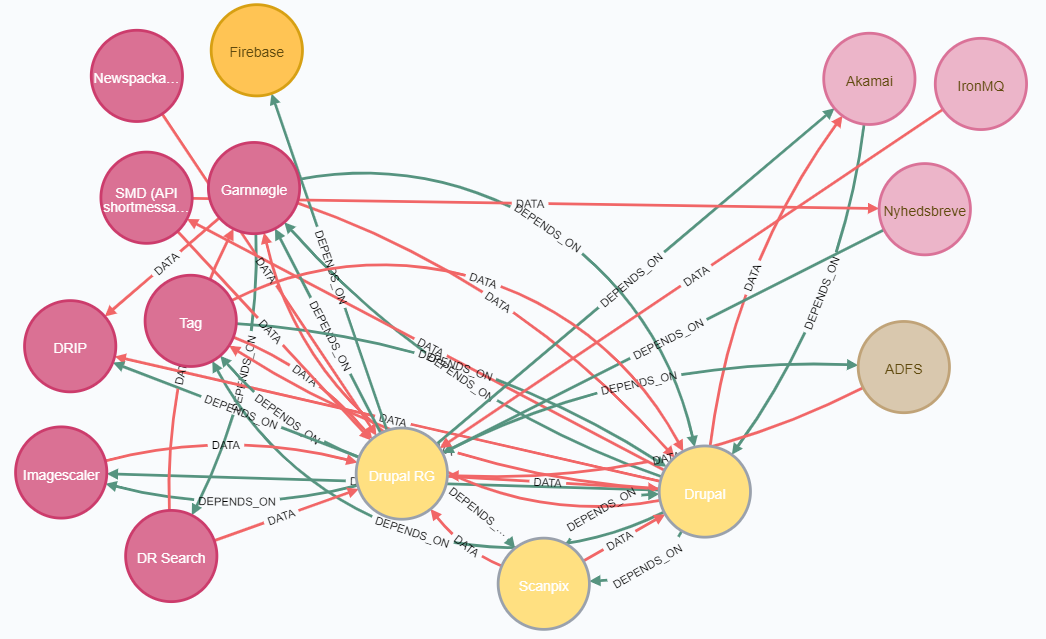 Firebase
Newspacka…
Akamai
IronMQ
Garnnøgle
SMD (API
shortmessa…
DATA
Nyhedsbreve
DEPENDS_ON
DATA
DEPENDS_ON
DATA
DEPENDS_ON
DATA
DATA
DATA
DEPENDS_ON
DATA
Tag
DATA
DEPENDS_ON
DEPENDS_ON
DRIP
DATA
DEPENDS_ON
ADFS
DEPENDS_ON
DATA
DEPENDS_ON
DEPENDS_ON
DEPENDS_ON
DEPENDS_ON
DATA
DATA
Imagescaler
Drupal RG
DATA
Drupal
DEPENDS_ON
DEPENDS_…
DEPENDS_ON
DATA
DEPENDS_ON
DATA
DATA
DR Search
DEPENDS_ON
Scanpix